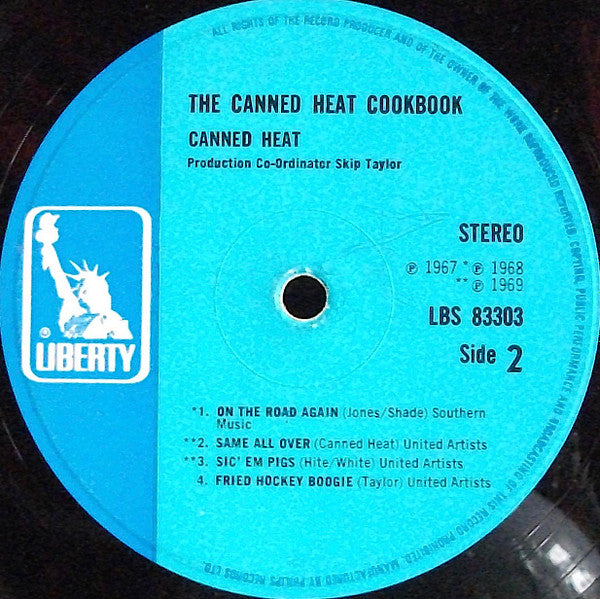 ALL RIGHTS OF THE RECORD PRODUCER AND OF THE OWNER OF THE WORK REPRODUCED RESERVED. COPYING, PUBLIC PERFORMANCE AND BROADCASTING OF THIS RECORD PROHIBITED. MANUFACTURED BY PHILIPS RECORDS LTD.
THE CANNED HEAT COOKBOOK
CANNED HEAT
Production Co-Ordinator Skip Taylor
STEREO
℗ 1967 *℗ 1968
**℗ 1969
LBS 83303
Side 2
® LIBERTY
*1. ON THE ROAD AGAIN (Jones/Shade) Southern
Music
**2. SAME ALL OVER (Canned Heat) United Artists
**3. SIC' EM PIGS (Hite/White) United Artists
4. FRIED HOCKEY BOOGIE (Taylor) United Artists